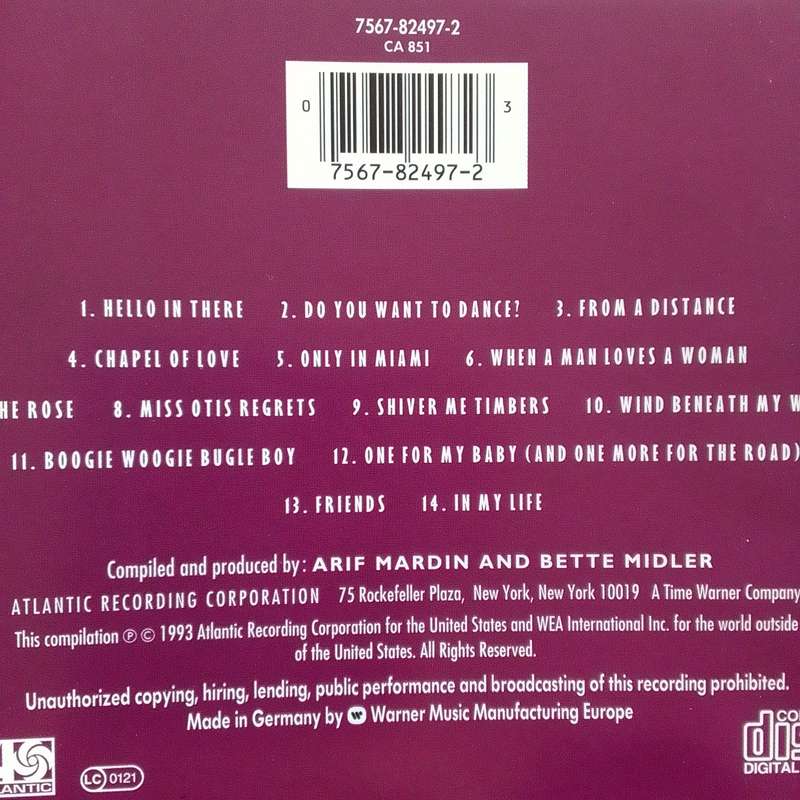 7567-82497-2
CA 851
0 3
7567-82497-2
1. HELLO IN THERE 2. DO YOU WANT TO DANCE? 3. FROM A DISTANCE
4. CHAPEL OF LOVE 5. ONLY IN MIAMI 6. WHEN A MAN LOVES A WOMAN
HE ROSE 8. MISS OTIS REGRETS 9. SHIVER ME TIMBERS 10. WIND BENEATH MY W
11. BOOGIE WOOGIE BUGLE BOY 12. ONE FOR MY BABY (AND ONE MORE FOR THE ROAD)
13. FRIENDS 14. IN MY LIFE
Compiled and produced by: ARIF MARDIN AND BETTE MIDLER
ATLANTIC RECORDING CORPORATION 75 Rockefeller Plaza, New York, New York 10019 A Time Warner Company
This compilation ℗ © 1993 Atlantic Recording Corporation for the United States and WEA International Inc. for the world outside
of the United States. All Rights Reserved.
Unauthorized copying, hiring, lending, public performance and broadcasting of this recording prohibited.
Made in Germany by Warner Music Manufacturing Europe
LANTIC
LC 0121
CO
dis
DIGITAL